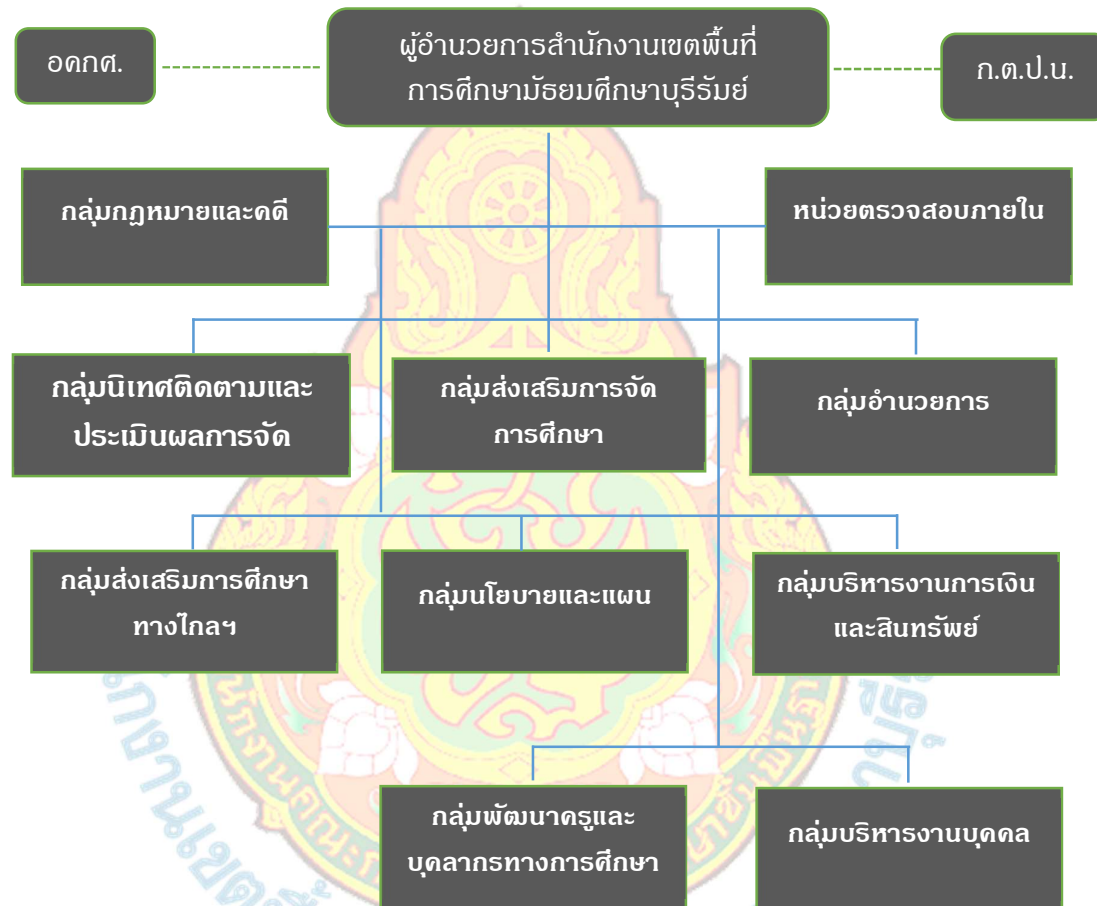 อคกศ.
ผู้อำนวยการสำนักงานเขตพื้นที่
การศึกษามัธยมศึกษาบุรีรัมย์
ก.ต.ป.น.
กลุ่มกฎหมายและคดี
หน่วยตรวจสอบภายใน
กลุ่มนิเทศติดตามและ
ประเมินผลการจัด
กลุ่มส่งเสริมการจัด
การศึกษา
กลุ่มอำนวยการ
กลุ่มส่งเสริมการศึกษา
ทางไกลฯ
กลุ่มนโยบายและแผน
กลุ่มบริหารงานการเงิน
และสินทรัพย์
กลุ่มพัฒนาครูและ
บุคลากรทางการศึกษา
กลุ่มบริหารงานบุคคล